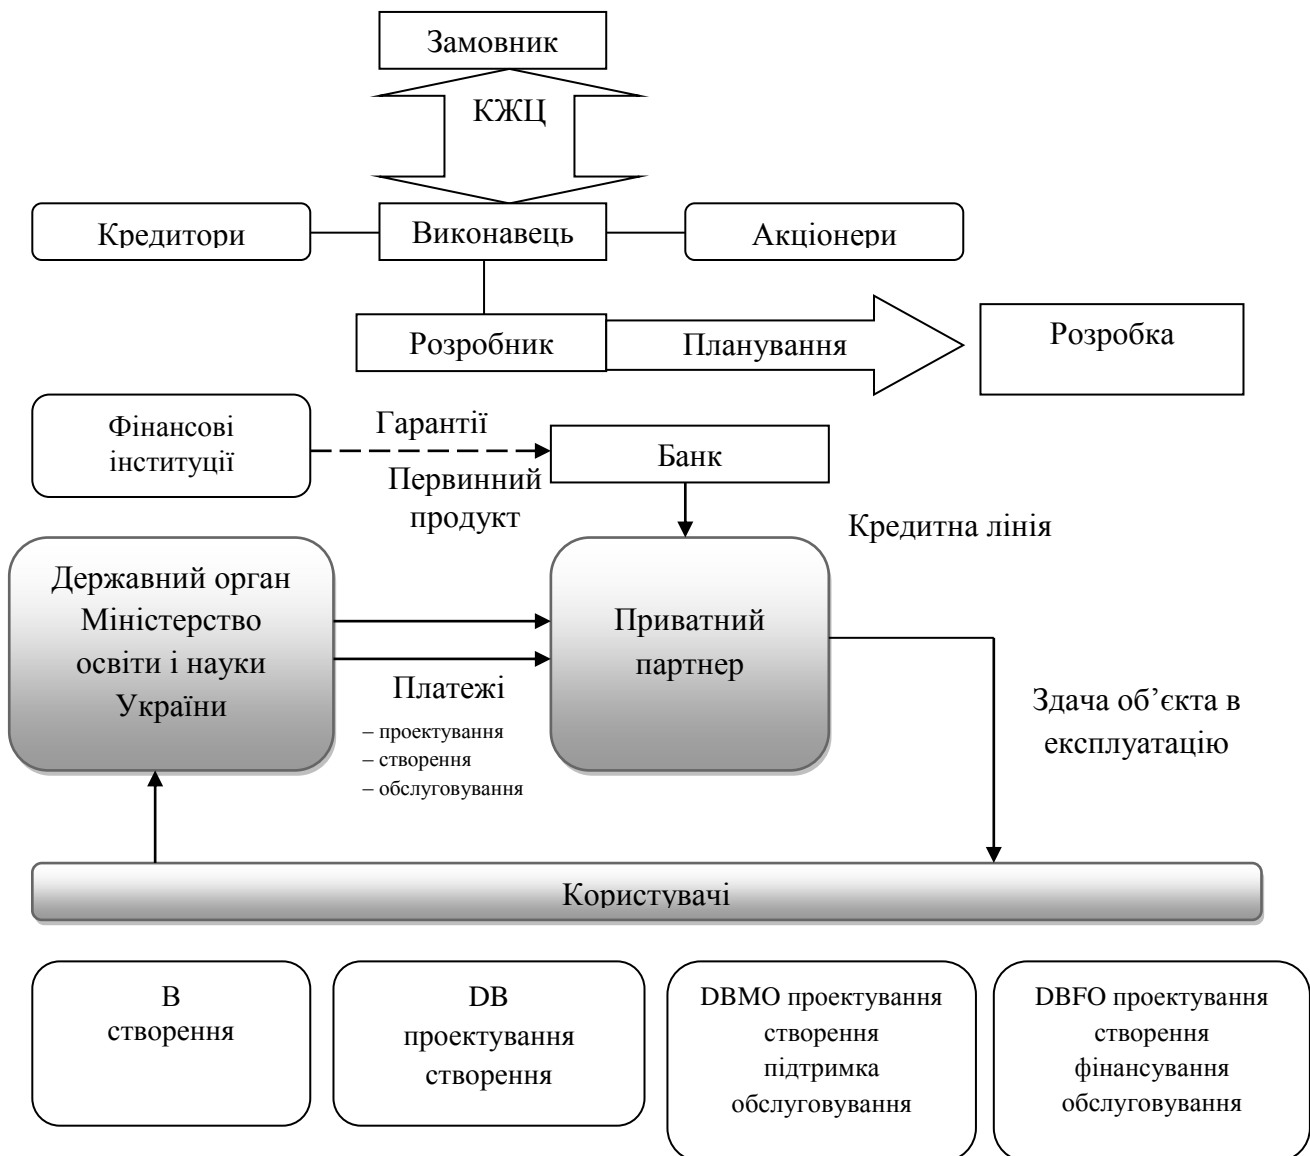 Замовник
КЖЦ
Кредитори
Виконавець
Акціонери
Розробник
Планування
Розробка
Фінансові
інституції
Гарантії
Первинний
продукт
Банк
Кредитна лінія
Державний орган
Міністерство
освіти і науки
України
Платежі
– проектування
– створення
– обслуговування
Приватний
партнер
Здача об’єкта в
експлуатацію
Користувачі
В
створення
DB
проектування
створення
DBMO проектування
створення
підтримка
обслуговування
DBFO проектування
створення
фінансування
обслуговування